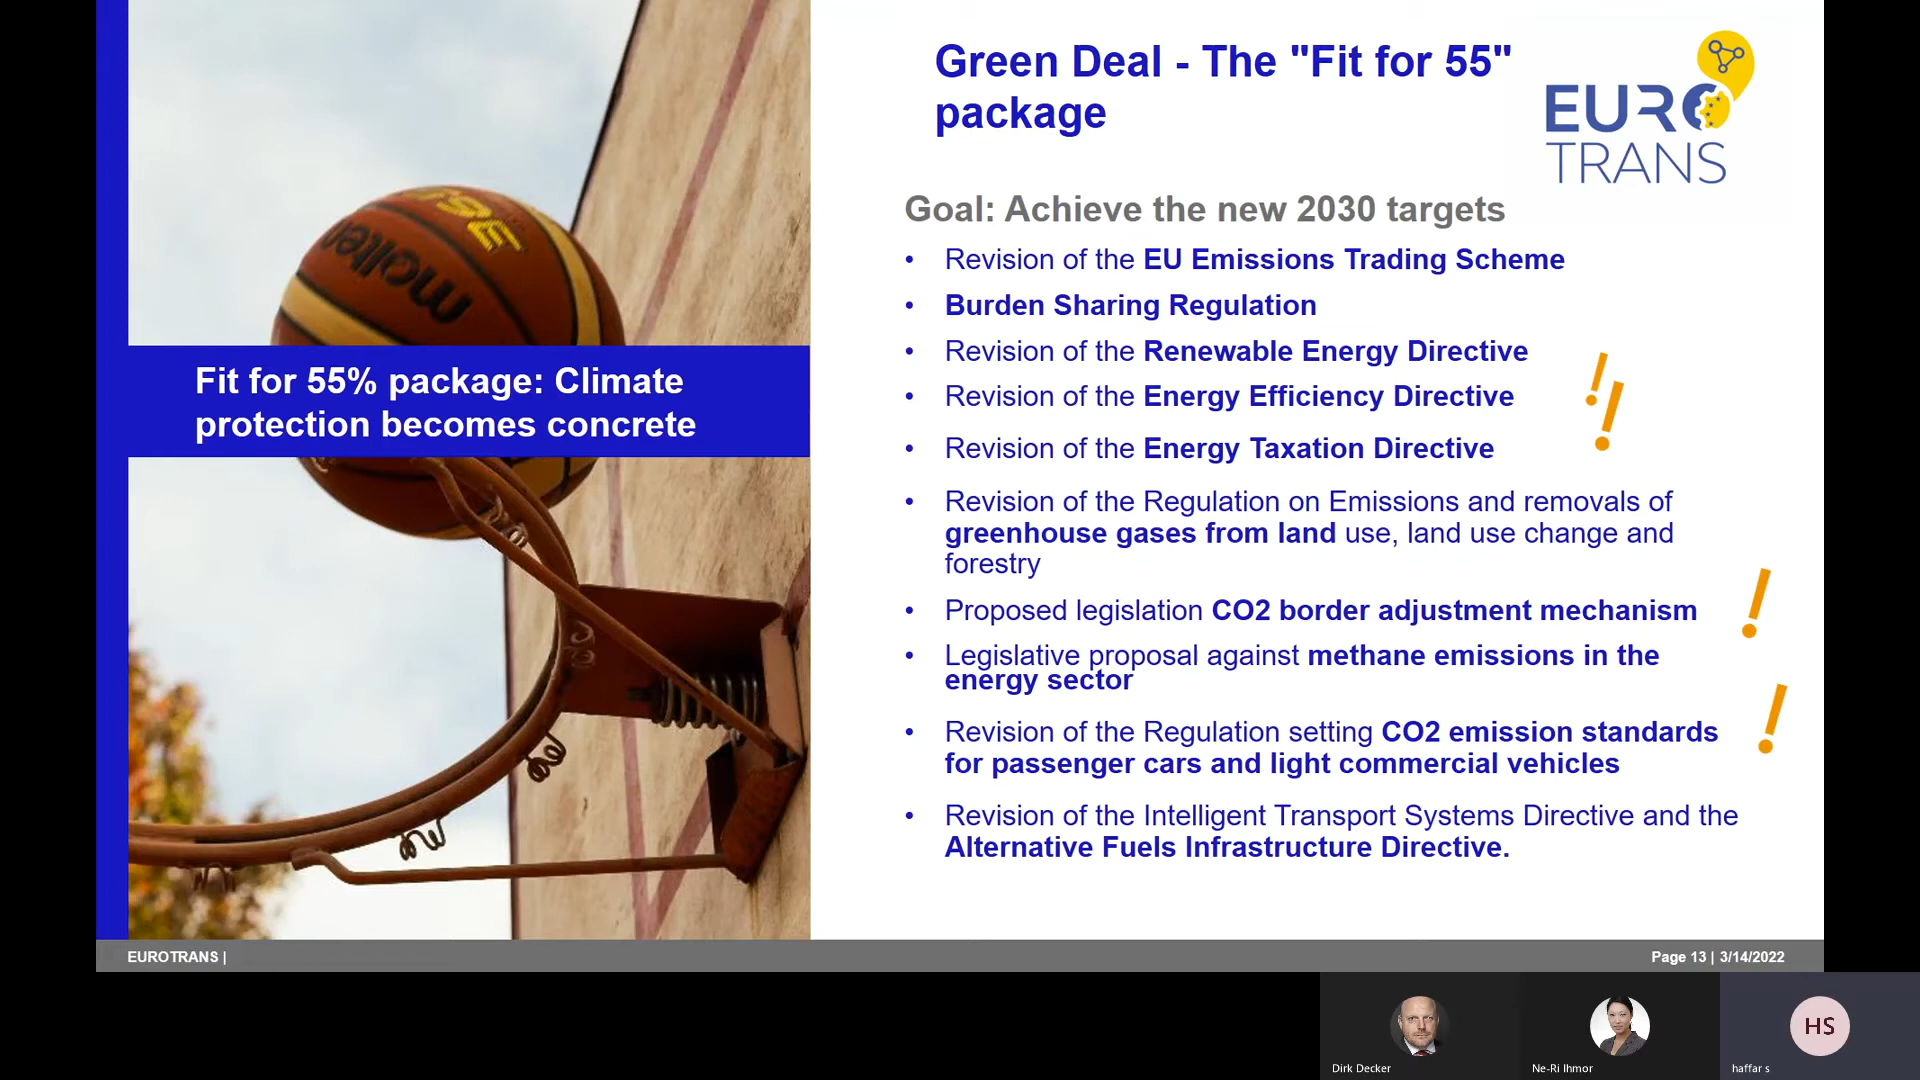 Green Deal - The "Fit for 55"
package
EURO
TRANS
molten
Fit for 55% package: Climate
protection becomes concrete
Goal: Achieve the new 2030 targets
• Revision of the EU Emissions Trading Scheme
• Burden Sharing Regulation
• Revision of the Renewable Energy Directive
• Revision of the Energy Efficiency Directive
• Revision of the Energy Taxation Directive
• Revision of the Regulation on Emissions and removals of
greenhouse gases from land use, land use change and
forestry
• Proposed legislation CO2 border adjustment mechanism
• Legislative proposal against methane emissions in the
energy sector
• Revision of the Regulation setting CO2 emission standards
for passenger cars and light commercial vehicles
• Revision of the Intelligent Transport Systems Directive and the
Alternative Fuels Infrastructure Directive.
!
!
!
!
EUROTRANS |
Page 13 | 3/14/2022
HS
Dirk Decker
Ne-Ri Ihmor
haffar s